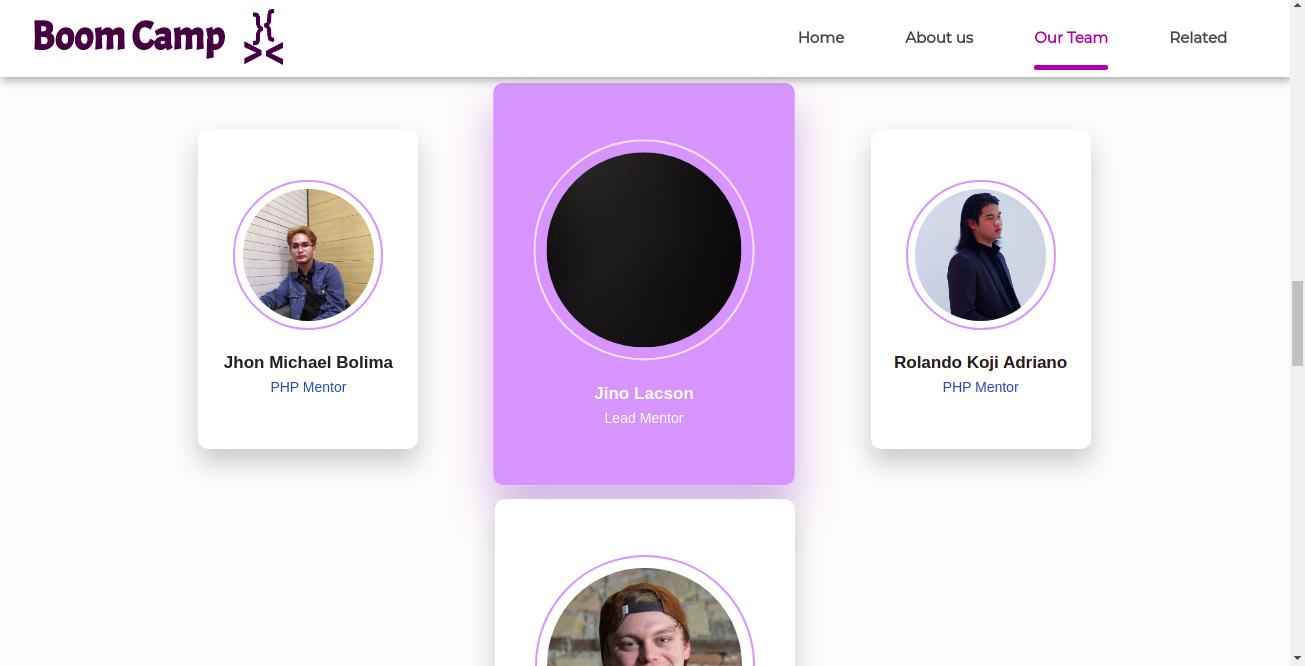 Boom Camp
Home
About us
Our Team
Related
Jhon Michael Bolima
PHP Mentor
Jino Lacson
Lead Mentor
Rolando Koji Adriano
PHP Mentor